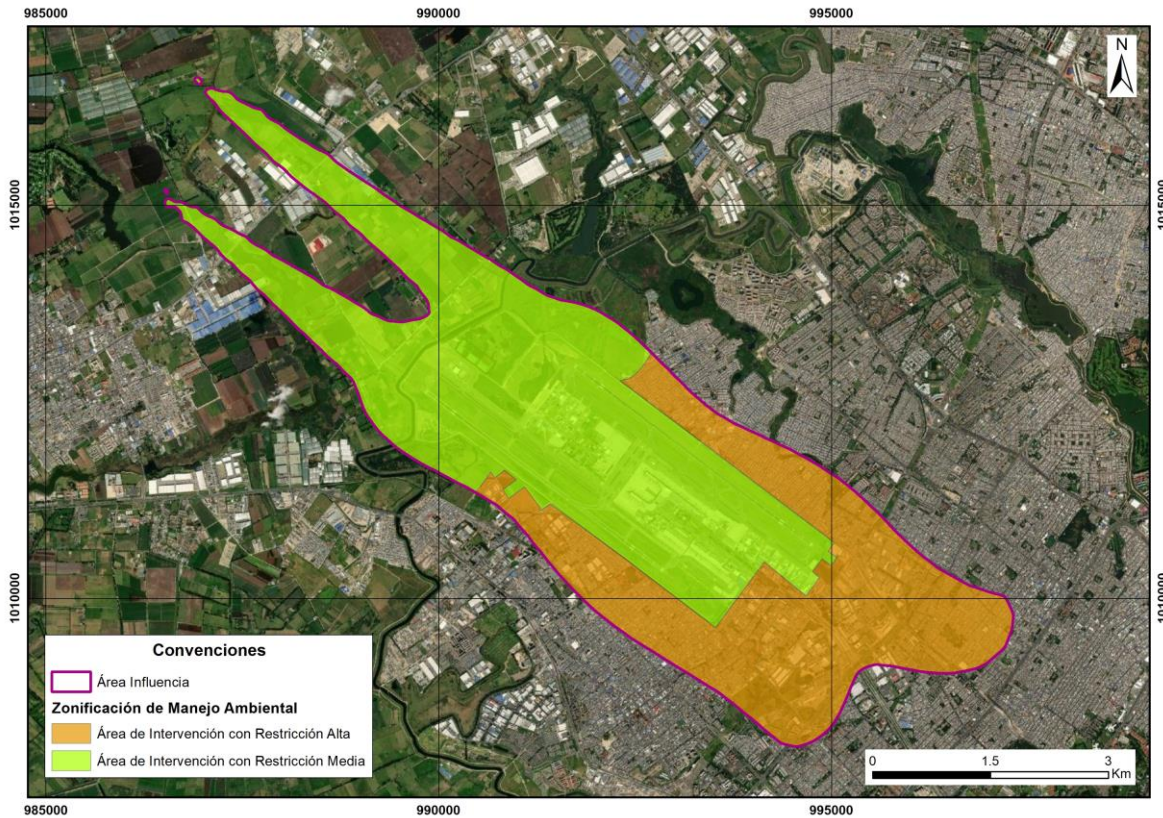 985000
990000
995000
N
1015000
1015000
1010000
1010000
Convenciones
Área Influencia
Zonificación de Manejo Ambiental
Área de Intervención con Restricción Alta
Área de Intervención con Restricción Media
0
1.5
3
Km
985000
990000
995000